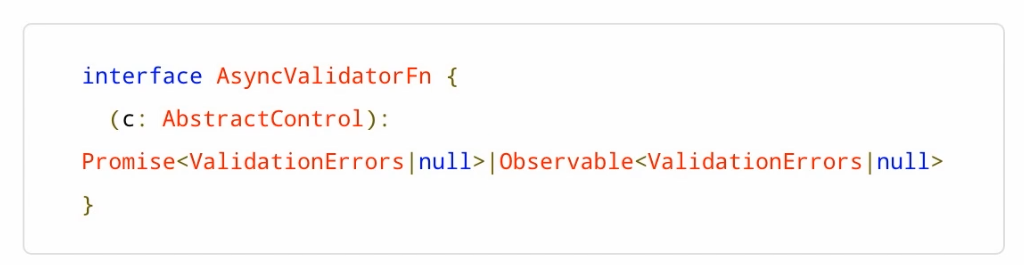 interface AsyncValidatorFn {
(c: AbstractControl):
Promise<ValidationErrors|null>|Observable<ValidationErrors|null>
}